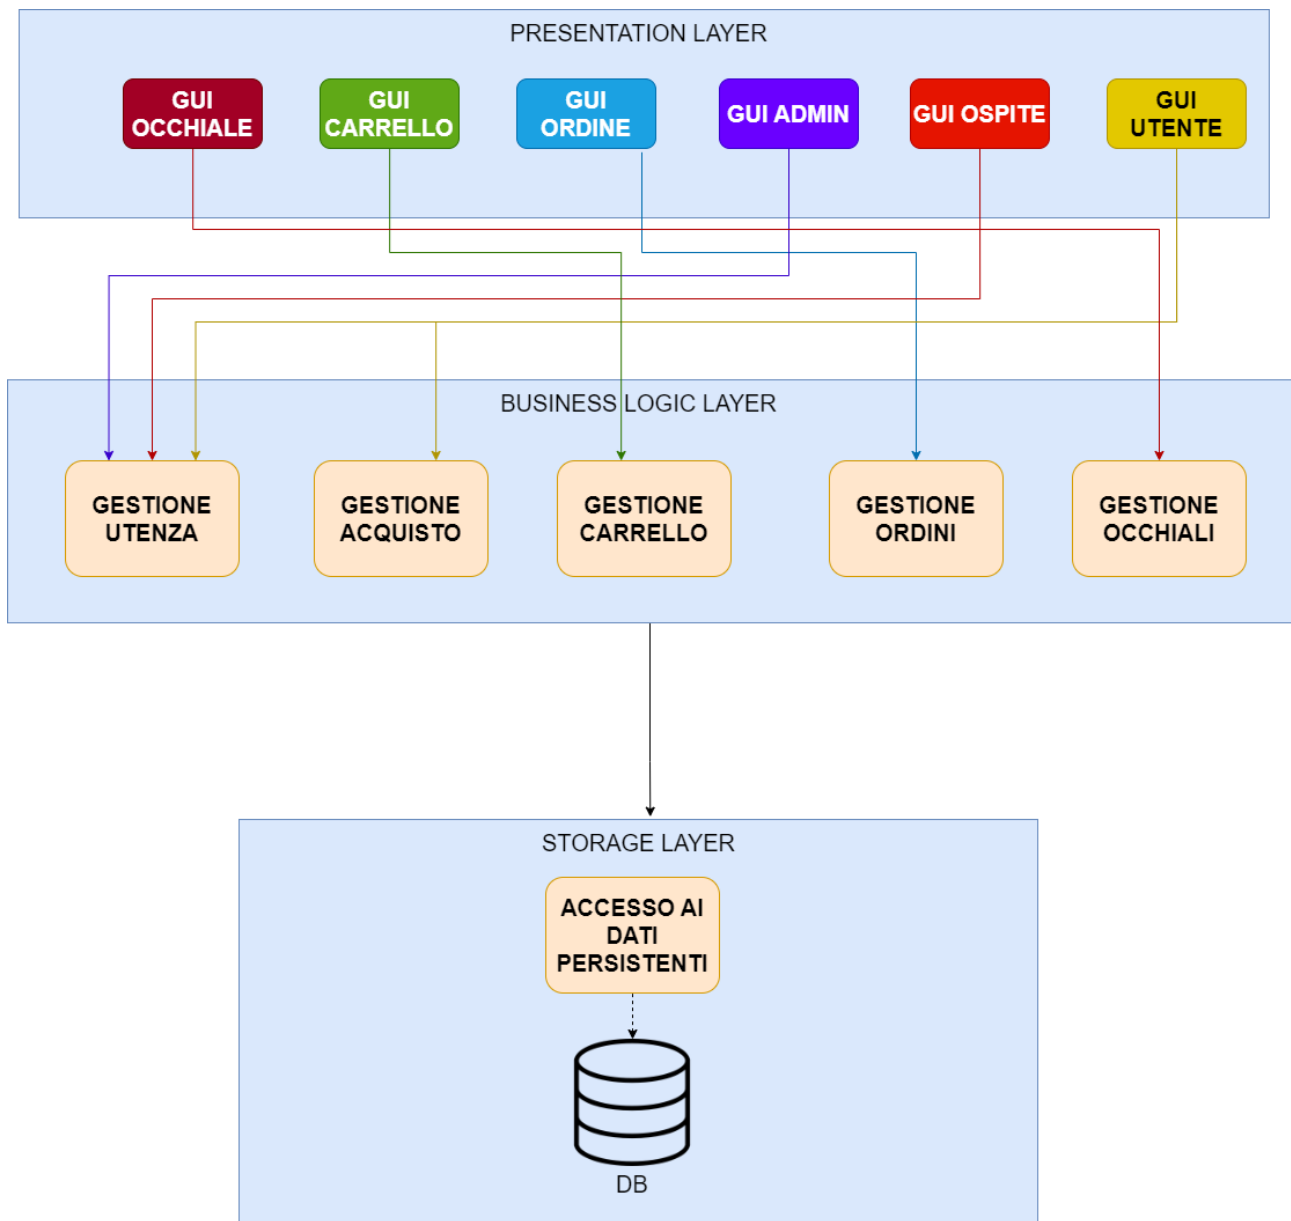 PRESENTATION LAYER
GUI
OCCHIALE
GUI
CARRELLO
GUI
ORDINE
GUI ADMIN
GUI OSPITE
GUI
UTENTE
BUSINESS LOGIC LAYER
GESTIONE
UTENZA
GESTIONE
ACQUISTO
GESTIONE
CARRELLO
GESTIONE
ORDINI
GESTIONE
OCCHIALI
STORAGE LAYER
ACCESSO AI
DATI
PERSISTENTI
DB